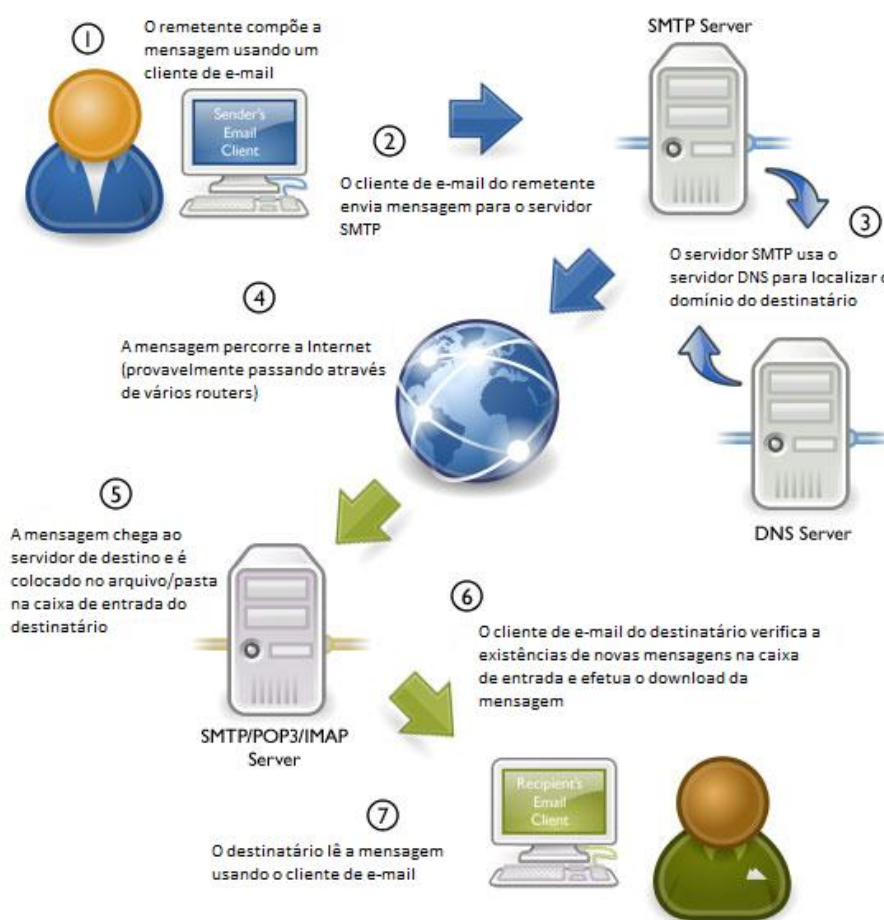 1
O remetente compõe a
mensagem usando um
cliente de e-mail
Sender's
Email
Client
SMTP Server
2
O cliente de e-mail do remetente
envia mensagem para o servidor
SMTP
3
O servidor SMTP usa o
servidor DNS para localizar o
domínio do destinatário
4
A mensagem percorre a Internet
(provavelmente passando através
de vários routers)
DNS Server
5
A mensagem chega ao
servidor de destino e é
colocado no arquivo/pasta
na caixa de entrada do
destinatário
SMTP/POP3/IMAP
Server
6
O cliente de e-mail do destinatário verifica a
existências de novas mensagens na caixa
de entrada e efetua o download da
mensagem
Recipient's
Email
Client
7
O destinatário lê a mensagem
usando o cliente de e-mail